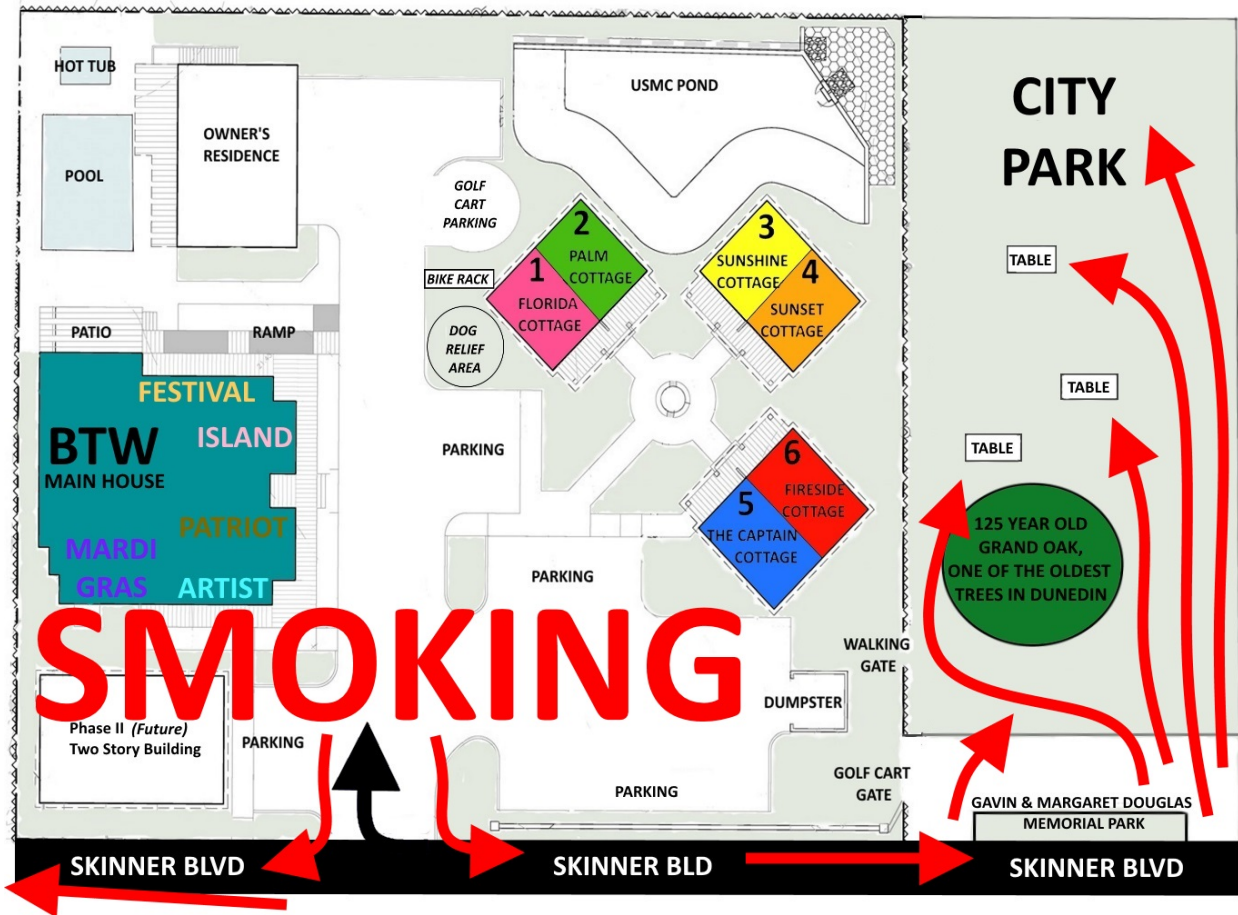 HOT TUB
POOL
OWNER'S
RESIDENCE
USMC POND
CITY
PARK
GOLF
CART
PARKING
BIKE RACK
DOG
RELIEF
AREA
2
PALM
COTTAGE
1
FLORIDA
COTTAGE
3
SUNSHINE
COTTAGE
4
SUNSET
COTTAGE
TABLE
TABLE
TABLE
PATIO
RAMP
FESTIVAL
ISLAND
BTW
MAIN HOUSE
PATRIOT
MARDI
GRAS
ARTIST
PARKING
6
FIRESIDE
COTTAGE
5
THE CAPTAIN
COTTAGE
PARKING
125 YEAR OLD
GRAND OAK,
ONE OF THE OLDEST
TREES IN DUNEDIN
SMOKING
WALKING
GATE
DUMPSTER
Phase II (Future)
Two Story Building
PARKING
PARKING
GOLF CART
GATE
GAVIN & MARGARET DOUGLAS
MEMORIAL PARK
SKINNER BLVD
SKINNER BLD
SKINNER BLVD